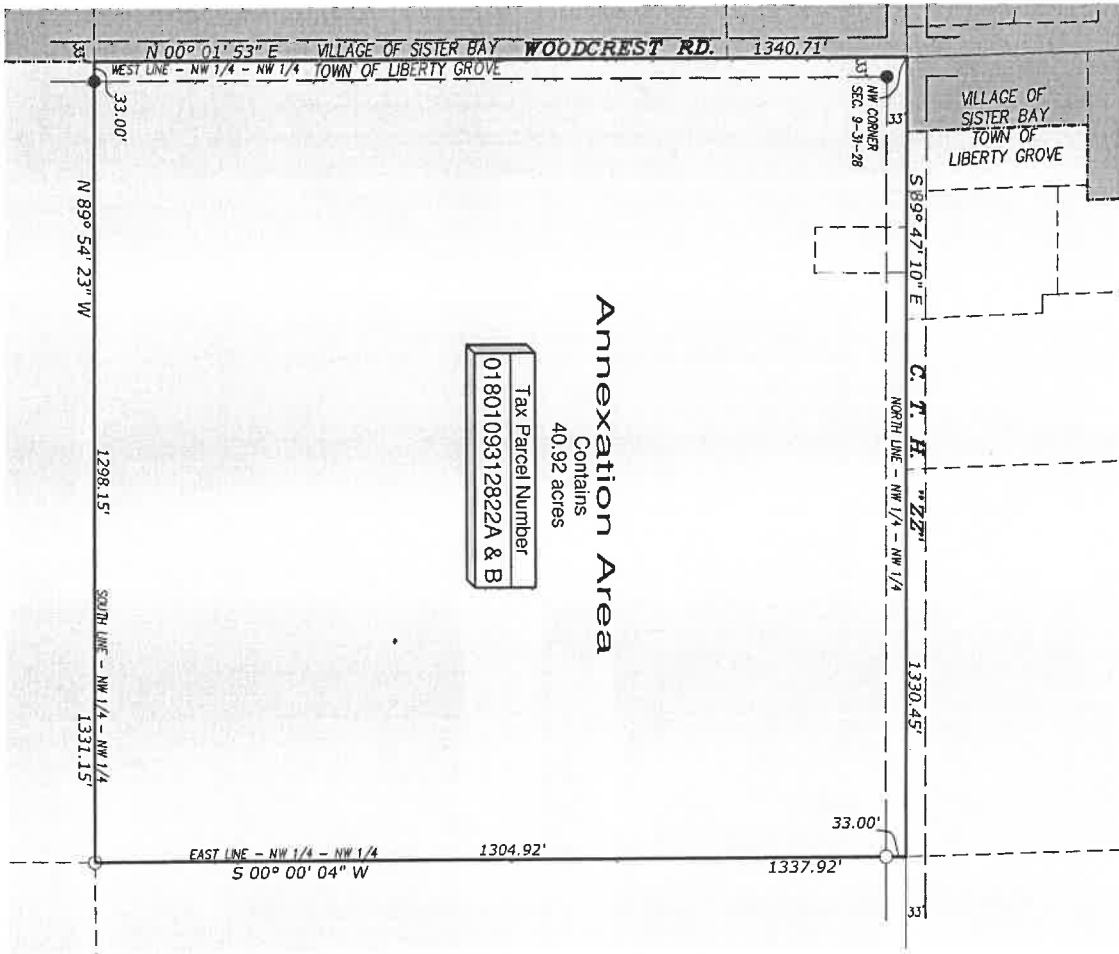 33'
N 00° 01' 53" E
VILLAGE OF SISTER BAY
WOODCREST RD.
1340.71'
WEST LINE - NW 1/4 - NW 1/4
TOWN OF LIBERTY GROVE
33'
33.00'
NW CORNER
SEC. 9-31-28
33'
VILLAGE OF
SISTER BAY
TOWN OF
LIBERTY GROVE
N 89° 54' 23" W
S 89° 47' 10" E
C. T. H. "ZZ"
NORTH LINE - NW 1/4 - NW 1/4
Annexation Area
Contains
40.92 acres
Tax Parcel Number
0180109312822A & B
1298.15'
SOUTH LINE - NW 1/4 - NW 1/4
1331.15'
1330.45'
33.00'
EAST LINE - NW 1/4 - NW 1/4
1304.92'
S 00° 00' 04" W
1337.92'
33'